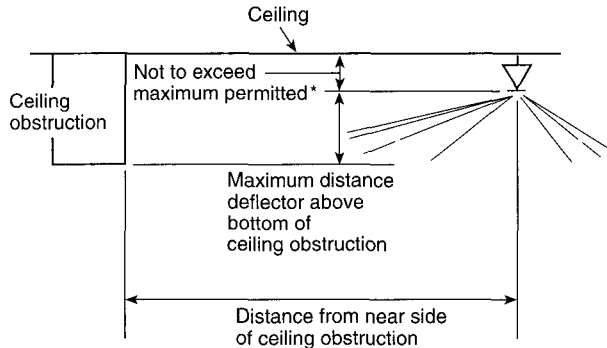 Ceiling
Not to exceed
maximum permitted*
Ceiling
obstruction
Maximum distance
deflector above
bottom of
ceiling obstruction
Distance from near side
of ceiling obstruction